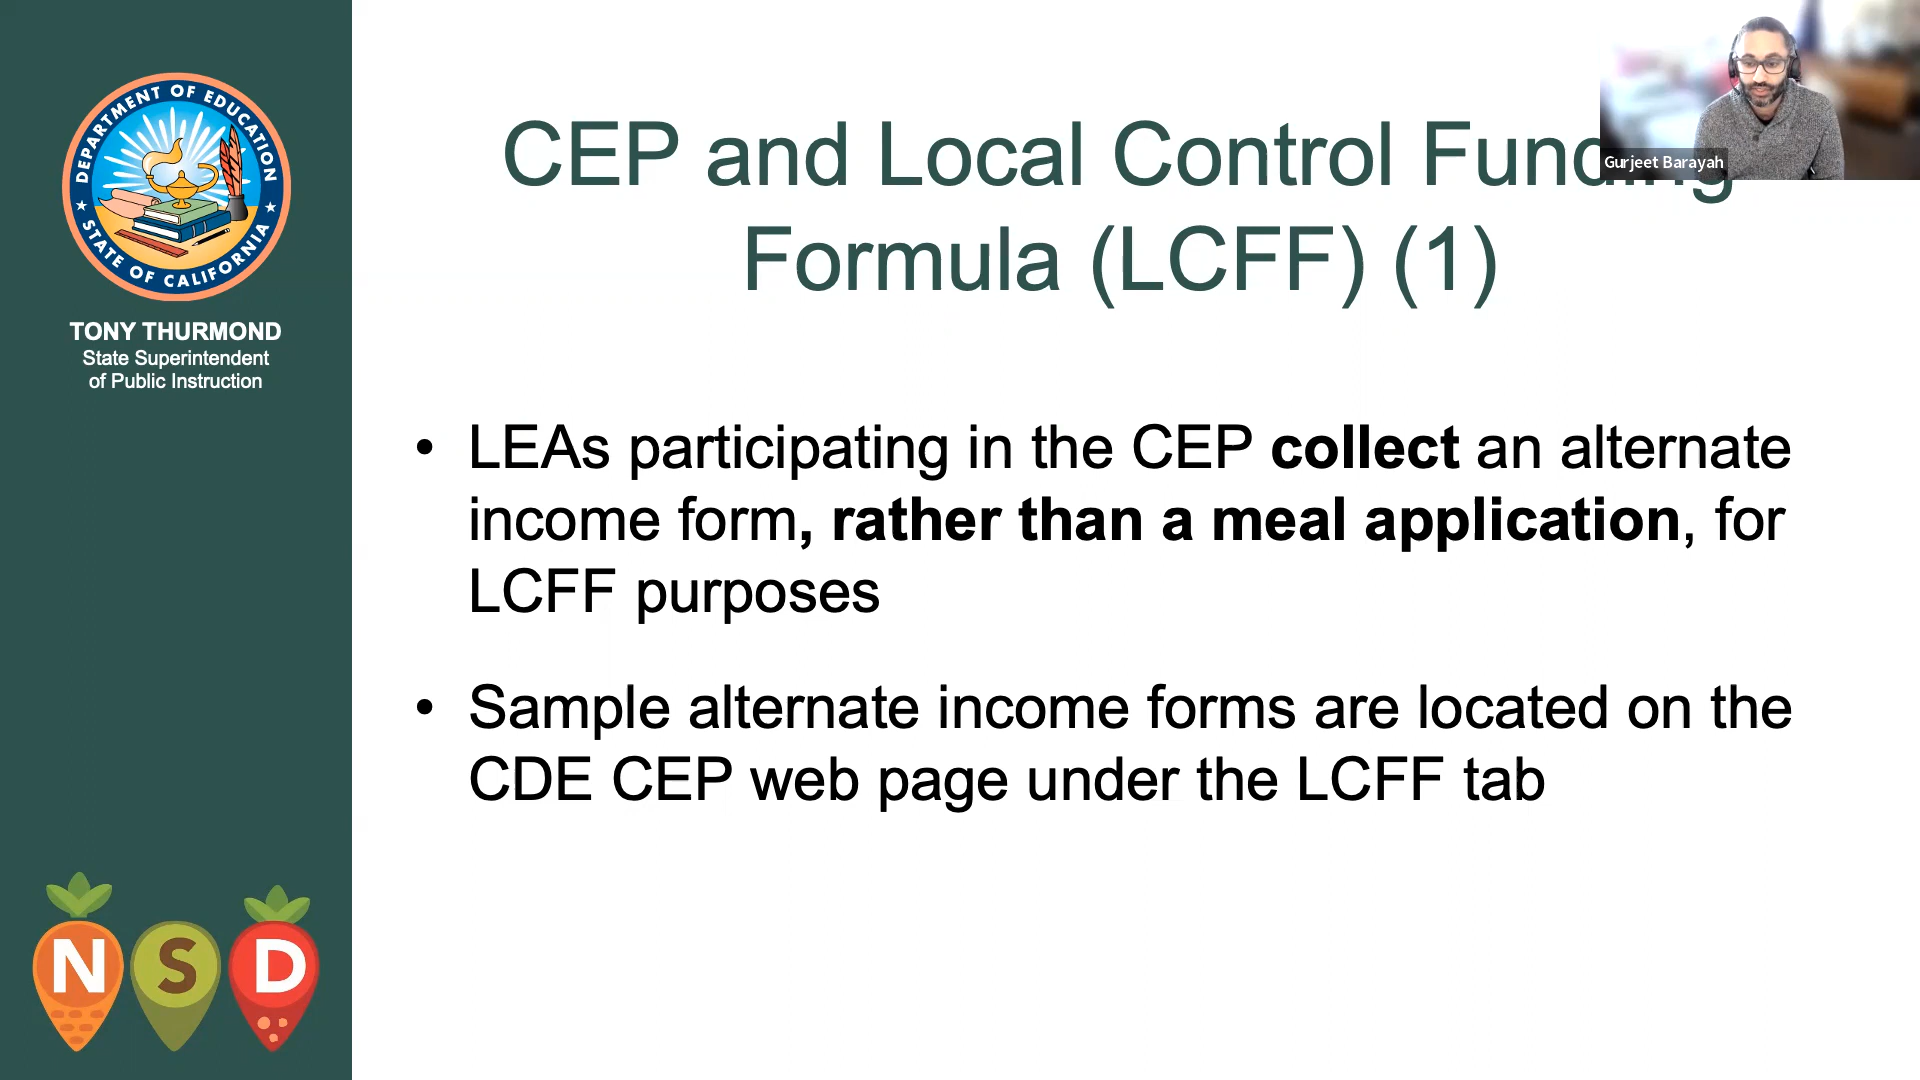 DEPARTMENT OF EDUCATION
STATE OF CALIFORNIA
TONY THURMOND
State Superintendent
of Public Instruction
CEP and Local Control Funding
Formula (LCFF) (1)
Gurjeet Barayah
• LEAs participating in the CEP collect an alternate
income form, rather than a meal application, for
LCFF purposes
• Sample alternate income forms are located on the
CDE CEP web page under the LCFF tab
N S D